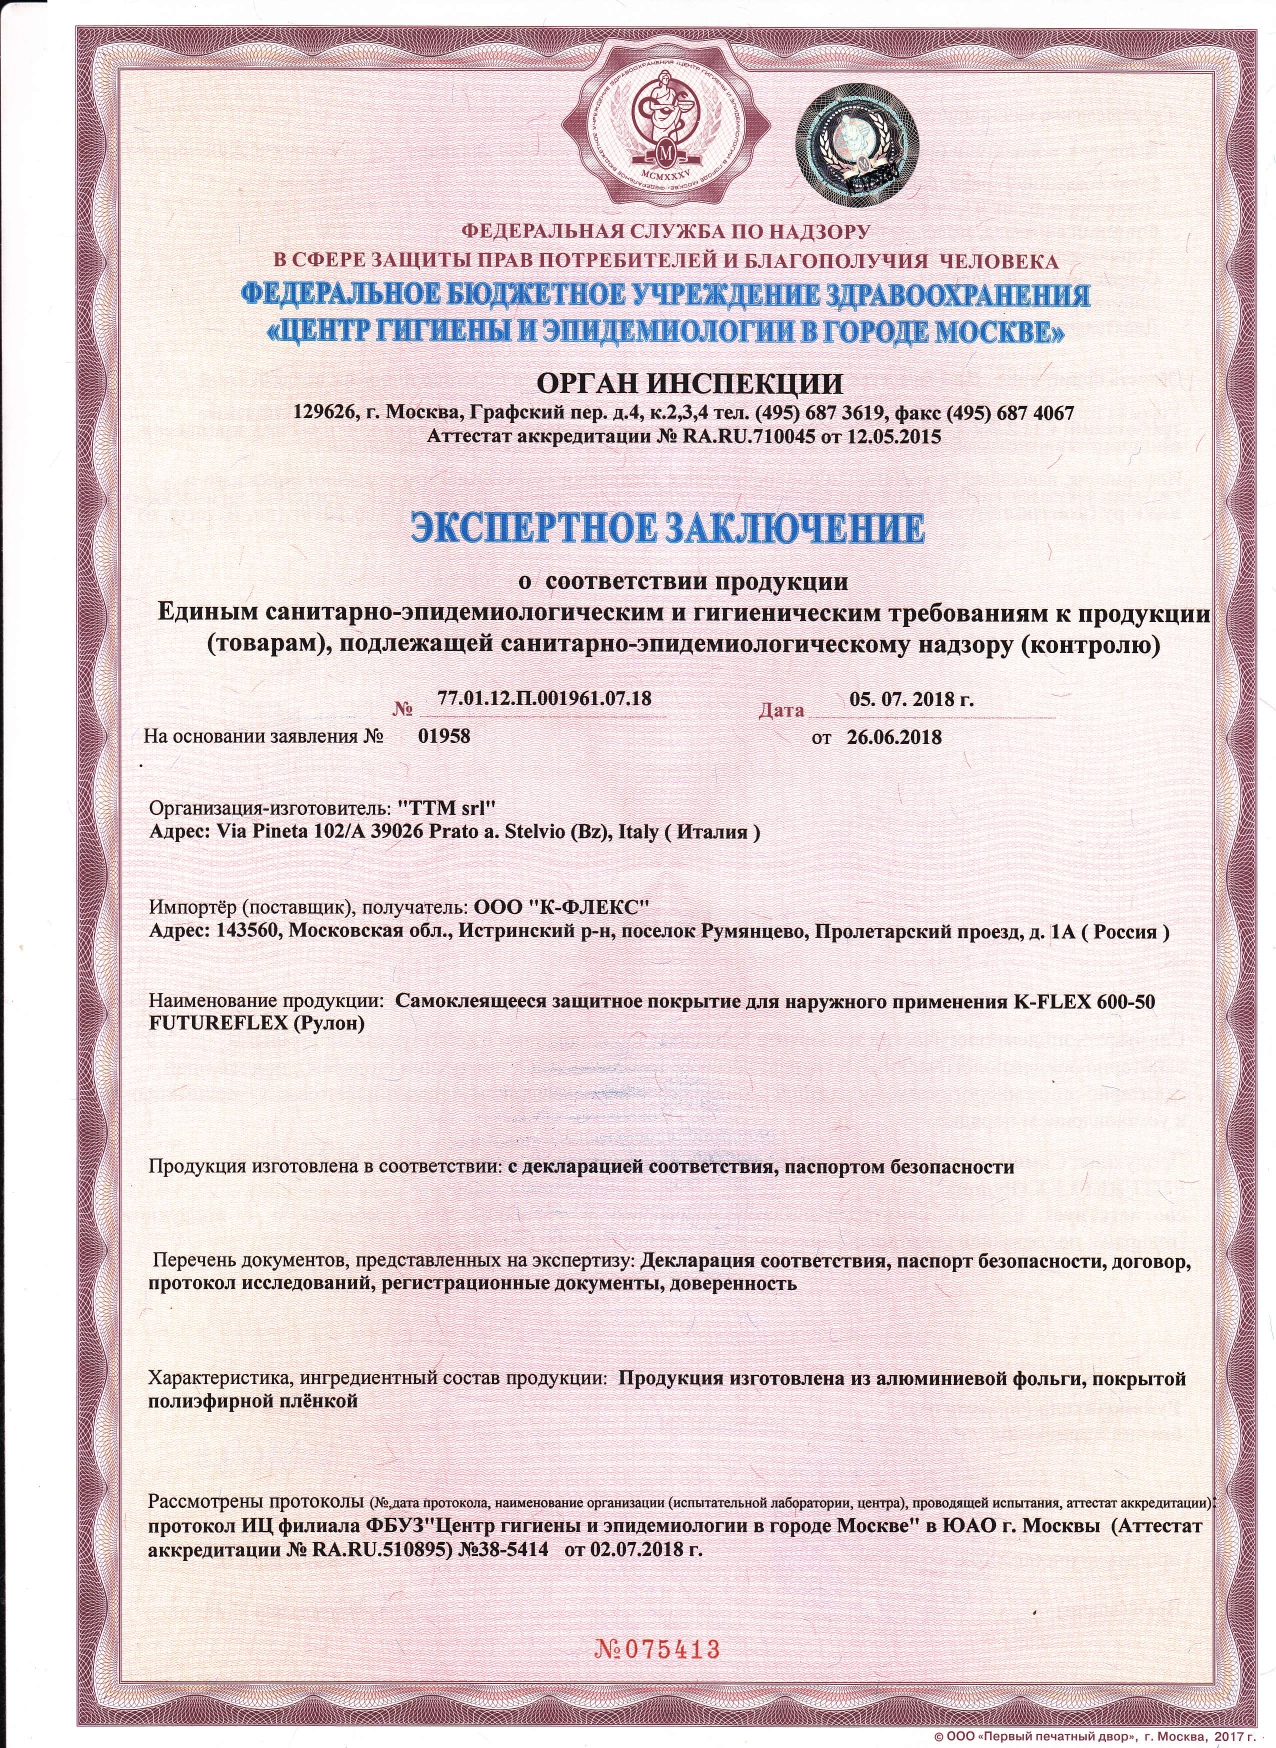 MCMXXXV
М
ФЕДЕРАЛЬНАЯ СЛУЖБА ПО НАДЗОРУ
В СФЕРЕ ЗАЩИТЫ ПРАВ ПОТРЕБИТЕЛЕЙ И БЛАГОПОЛУЧИЯ ЧЕЛОВЕКА
ФЕДЕРАЛЬНОЕ БЮДЖЕТНОЕ УЧРЕЖДЕНИЕ ЗДРАВООХРАНЕНИЯ
«ЦЕНТР ГИГИЕНЫ И ЭПИДЕМИОЛОГИИ В ГОРОДЕ МОСКВЕ»
ОРГАН ИНСПЕКЦИИ
129626, г. Москва, Графский пер. д.4, к.2,3,4 тел. (495) 687 3619, факс (495) 687 4067
Аттестат аккредитации № RA.RU.710045 от 12.05.2015
ЭКСПЕРТНОЕ ЗАКЛЮЧЕНИЕ
о соответствии продукции
Единым санитарно-эпидемиологическим и гигиеническим требованиям к продукции
(товарам), подлежащей санитарно-эпидемиологическому надзору (контролю)
№ 77.01.12.П.001961.07.18 Дата 05. 07. 2018 г.
На основании заявления № 01958 от 26.06.2018
Организация-изготовитель: "TTM srl"
Адрес: Via Pineta 102/A 39026 Prato a. Stelvio (Bz), Italy ( Италия )
Импортёр (поставщик), получатель: ООО "К-ФЛЕКС"
Адрес: 143560, Московская обл., Истринский р-н, поселок Румянцево, Пролетарский проезд, д. 1А ( Россия )
Наименование продукции: Самоклеящееся защитное покрытие для наружного применения K-FLEX 600-50
FUTUREFLEX (Рулон)
Продукция изготовлена в соответствии: с декларацией соответствия, паспортом безопасности
Перечень документов, представленных на экспертизу: Декларация соответствия, паспорт безопасности, договор,
протокол исследований, регистрационные документы, доверенность
Характеристика, ингредиентный состав продукции: Продукция изготовлена из алюминиевой фольги, покрытой
полиэфирной плёнкой
Рассмотрены протоколы (№,дата протокола, наименование организации (испытательной лаборатории, центра), проводящей испытания, аттестат аккредитации):
протокол ИЦ филиала ФБУЗ"Центр гигиены и эпидемиологии в городе Москве" в ЮАО г. Москвы (Аттестат
аккредитации № RA.RU.510895) №38-5414 от 02.07.2018 г.
№075413
© ООО «Первый печатный двор», г. Москва, 2017 г.